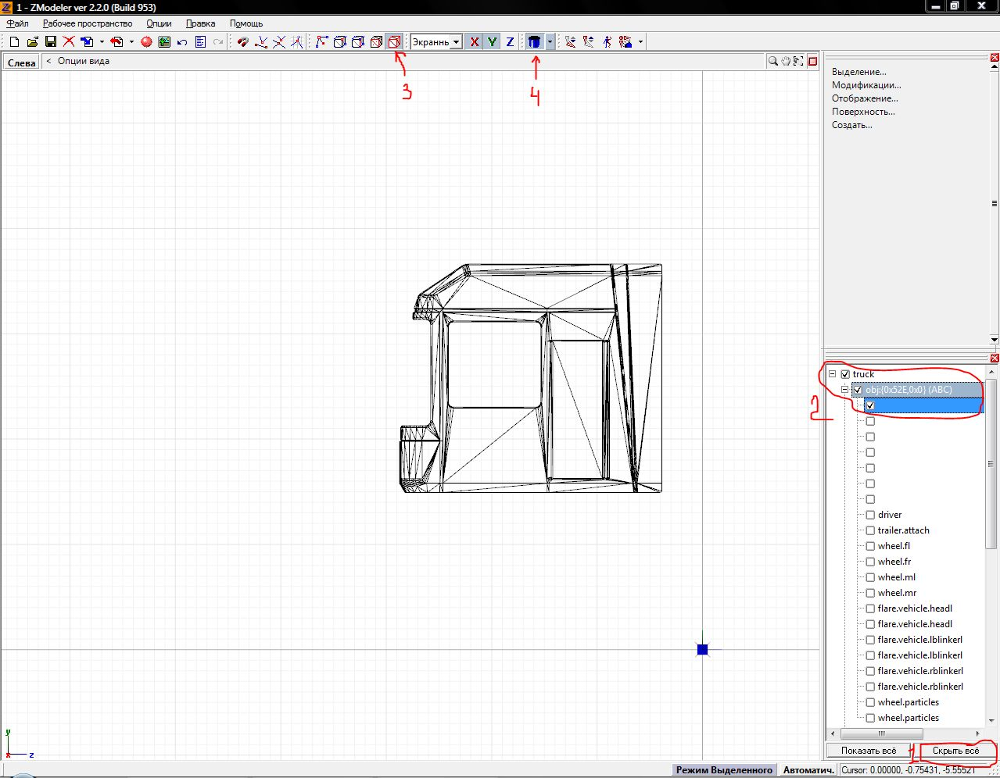 1 - ZModeler ver 2.2.0 (Build 953)
Файл Рабочее пространство Опции Правка Помощь
Экраннь X Y Z
Слева < Опции вида
3
4
Выделение...
Модификации...
Отображение...
Поверхность...
Создать...
truck
obj:{0x52E,0x0} (ABC)
2
driver
trailer.attach
wheel.fl
wheel.fr
wheel.ml
wheel.mr
flare.vehicle.headl
flare.vehicle.headl
flare.vehicle.lblinkerl
flare.vehicle.lblinkerl
flare.vehicle.rblinkerl
flare.vehicle.rblinkerl
wheel.particles
wheel.particles
y
x z
Показать всё 1 Скрыть всё
Режим Выделенного Автоматич. Cursor: 0.00000, -0.75431, -5.55521